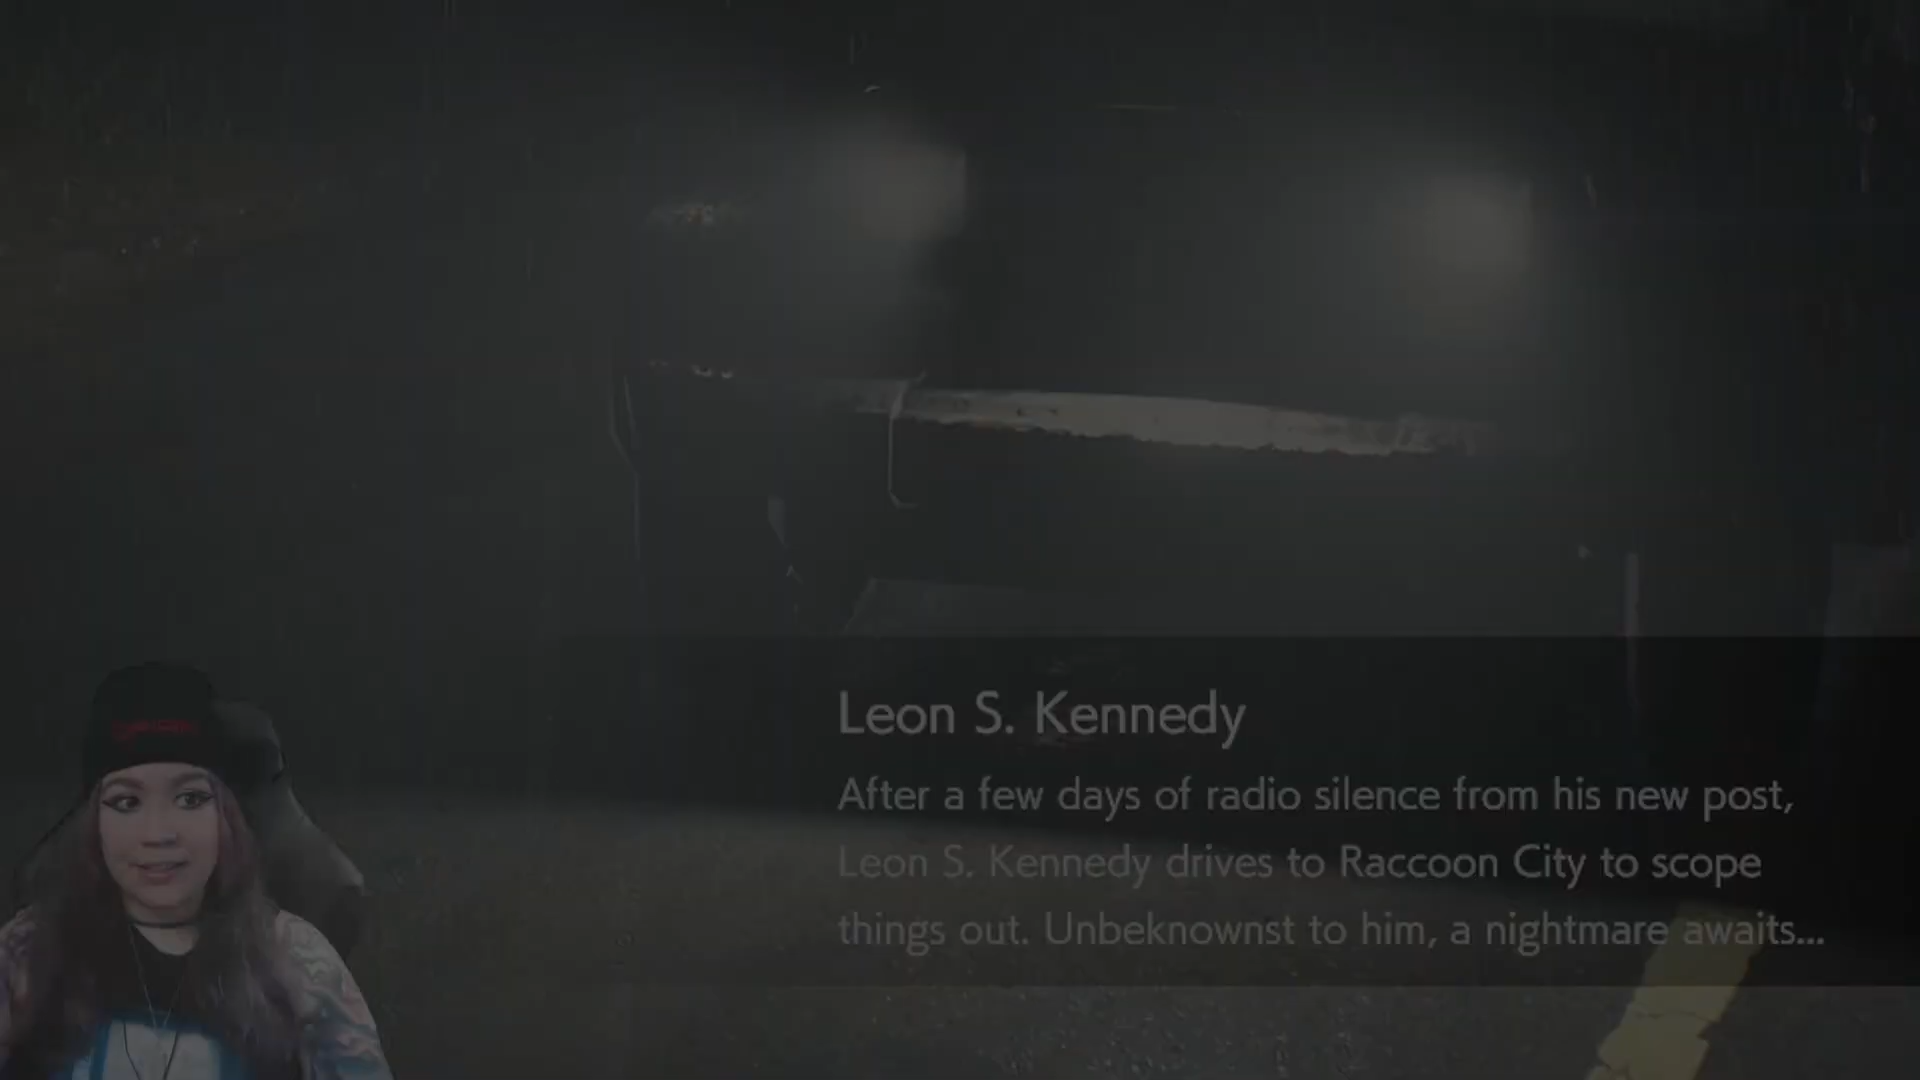 Leon S. Kennedy
After a few days of radio silence from his new post,
Leon S. Kennedy drives to Raccoon City to scope
things out. Unbeknownst to him, a nightmare awaits...